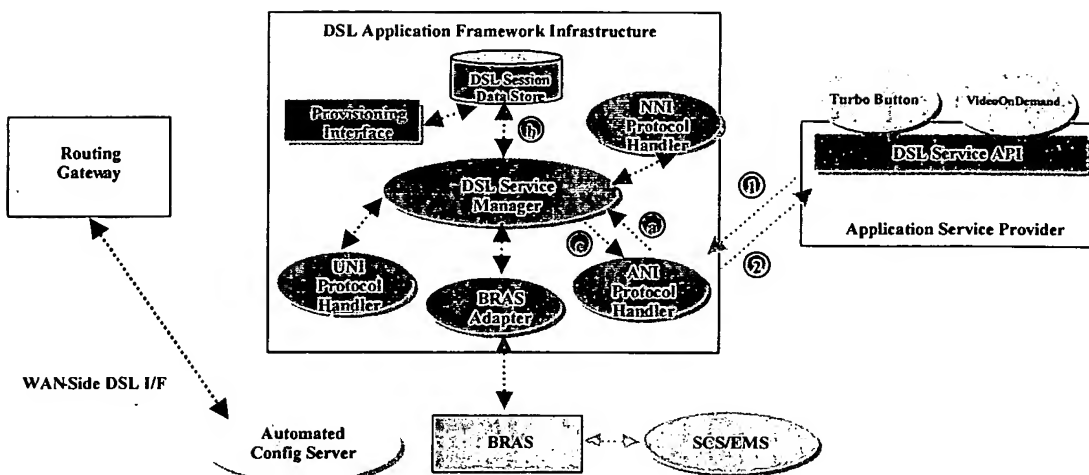 DSL Application Framework Infrastructure
DSL Session
Data Store
Provisioning
Interface
b
NNI
Protocol
Handler
Turbo Button
VideoOnDemand
DSL Service API
Application Service Provider
Routing
Gateway
DSL Service
Manager
1
a
c
2
UNI
Protocol
Handler
BRAS
Adapter
ANI
Protocol
Handler
WAN-Side DSL I/F
Automated
Config Server
BRAS
SCS/EMS